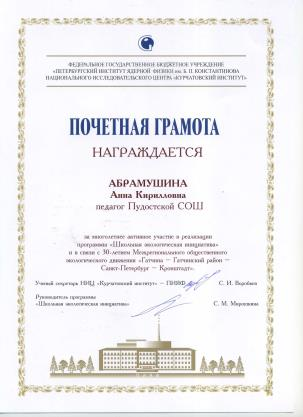 ФЕДЕРАЛЬНОЕ ГОСУДАРСТВЕННОЕ БЮДЖЕТНОЕ УЧРЕЖДЕНИЕ
«ПЕТЕРБУРГСКИЙ ИНСТИТУТ ЯДЕРНОЙ ФИЗИКИ им. Б. П. КОНСТАНТИНОВА
НАЦИОНАЛЬНОГО ИССЛЕДОВАТЕЛЬСКОГО ЦЕНТРА «КУРЧАТОВСКИЙ ИНСТИТУТ»
ПОЧЕТНАЯ ГРАМОТА
НАГРАЖДАЕТСЯ
АБРАМУШИНА
Анна Кирилловна
педагог Пудостской СОШ
за многолетнее активное участие в реализации
программы «Школьная экологическая инициатива»
и в связи с 30-летием Межрегионального общественного
экологического движения «Гатчина – Гатчинский район –
Санкт-Петербург – Кронштадт».
Ученый секретарь НИЦ «Курчатовский институт» – ПИЯФ С. И. Воробьев
Руководитель программы
«Школьная экологическая инициатива» С. М. Мирошкина